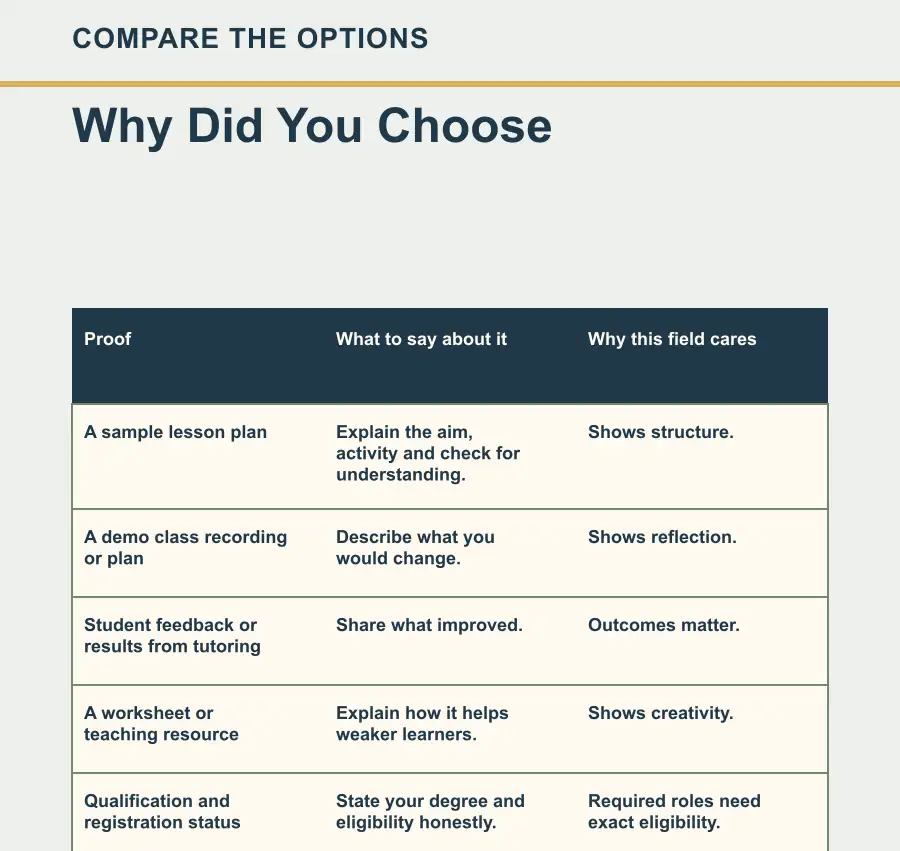 COMPARE THE OPTIONS
Why Did You Choose
Proof
What to say about it
Why this field cares
A sample lesson plan
Explain the aim,
activity and check for
understanding.
Shows structure.
A demo class recording
or plan
Describe what you
would change.
Shows reflection.
Student feedback or
results from tutoring
Share what improved.
Outcomes matter.
A worksheet or
teaching resource
Explain how it helps
weaker learners.
Shows creativity.
Qualification and
registration status
State your degree and
eligibility honestly.
Required roles need
exact eligibility.